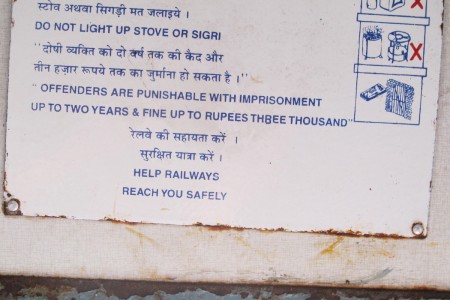 स्टोव अथवा सिगड़ी मत जलाइये ।
DO NOT LIGHT UP STOVE OR SIGRI
"दोषी व्यक्ति को दो वर्ष तक की कैद और
तीन हज़ार रूपये तक का जुर्माना हो सकता है ।"
" OFFENDERS ARE PUNISHABLE WITH IMPRISONMENT
UP TO TWO YEARS & FINE UP TO RUPEES THREE THOUSAND"
रेलवे की सहायता करें ।
सुरक्षित यात्रा करें ।
HELP RAILWAYS
REACH YOU SAFELY